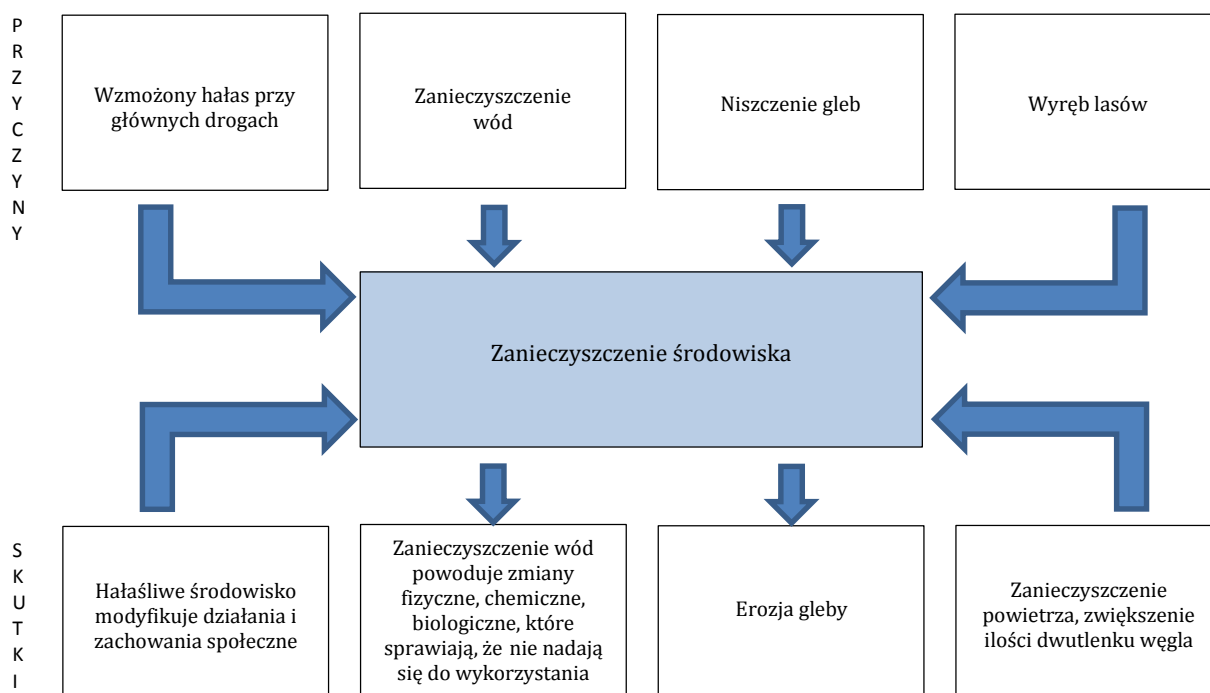 P
R
Z
Y
C
Z
Y
N
Y
Wzmożony hałas przy
głównych drogach
Zanieczyszczenie
wód
Niszczenie gleb
Wyręb lasów
Zanieczyszczenie środowiska
S
K
U
T
K
I
Hałaśliwe środowisko
modyfikuje działania i
zachowania społeczne
Zanieczyszczenie wód
powoduje zmiany
fizyczne, chemiczne,
biologiczne, które
sprawiają, że nie nadają
się do wykorzystania
Erozja gleby
Zanieczyszczenie
powietrza, zwiększenie
ilości dwutlenku węgla